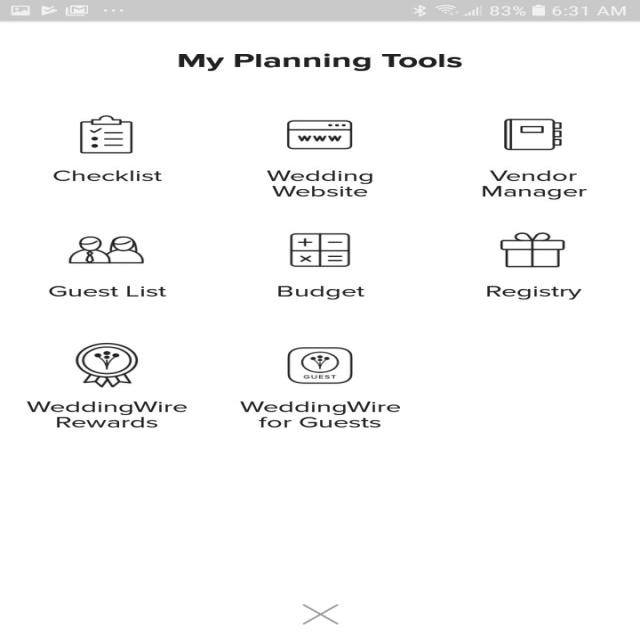 83% 6:31 AM
My Planning Tools
Checklist
www
Wedding
Website
Vendor
Manager
Guest List
Budget
Registry
WeddingWire
Rewards
GUEST
WeddingWire
for Guests